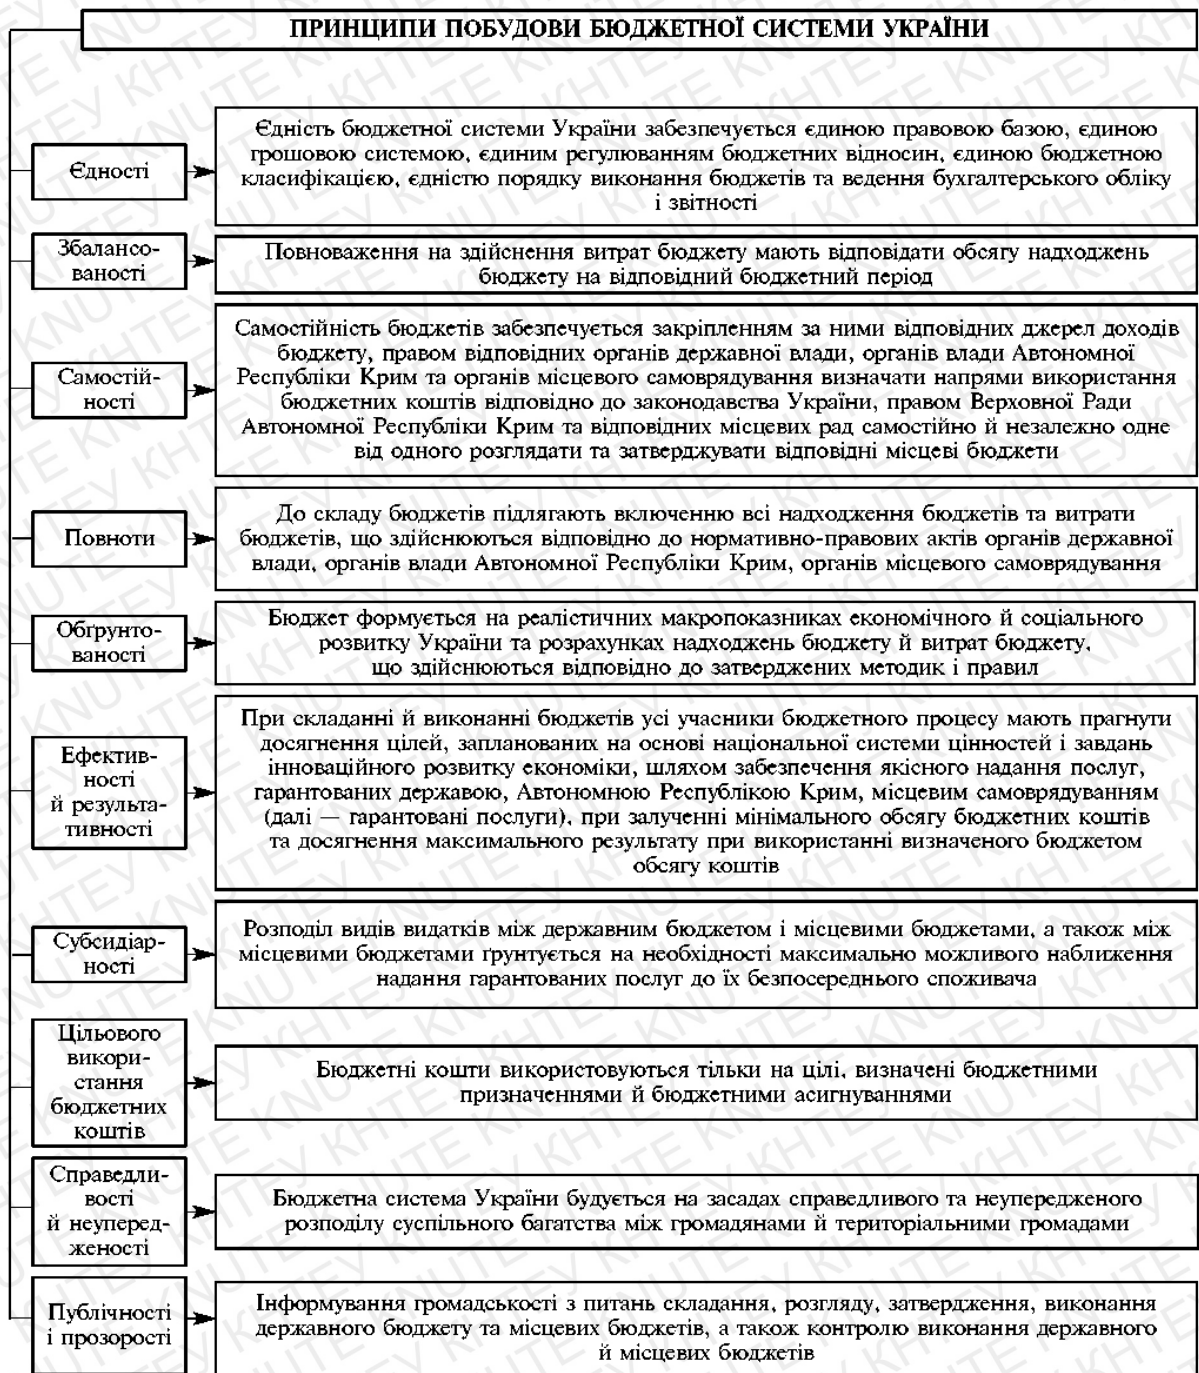 ПРИНЦИПИ ПОБУДОВИ БЮДЖЕТНОЇ СИСТЕМИ УКРАЇНИ
Єдності
Єдність бюджетної системи України забезпечується єдиною правовою базою, єдиною
грошовою системою, єдиним регулюванням бюджетних відносин, єдиною бюджетною
класифікацією, єдністю порядку виконання бюджетів та ведення бухгалтерського обліку
і звітності
Збалансо-
ваності
Повноваження на здійснення витрат бюджету мають відповідати обсягу надходжень
бюджету на відповідний бюджетний період
Самостій-
ності
Самостійність бюджетів забезпечується закріпленням за ними відповідних джерел доходів
бюджету, правом відповідних органів державної влади, органів влади Автономної
Республіки Крим та органів місцевого самоврядування визначати напрями використання
бюджетних коштів відповідно до законодавства України, правом Верховної Ради
Автономної Республіки Крим та відповідних місцевих рад самостійно й незалежно одне
від одного розглядати та затверджувати відповідні місцеві бюджети
Повноти
До складу бюджетів підлягають включенню всі надходження бюджетів та витрати
бюджетів, що здійснюються відповідно до нормативно-правових актів органів державної
влади, органів влади Автономної Республіки Крим, органів місцевого самоврядування
Обґрунто-
ваності
Бюджет формується на реалістичних макропоказниках економічного й соціального
розвитку України та розрахунках надходжень бюджету й витрат бюджету,
що здійснюються відповідно до затверджених методик і правил
Ефектив-
ності
й результа-
тивності
При складанні й виконанні бюджетів усі учасники бюджетного процесу мають прагнути
досягнення цілей, запланованих на основі національної системи цінностей і завдань
інноваційного розвитку економіки, шляхом забезпечення якісного надання послуг,
гарантованих державою, Автономною Республікою Крим, місцевим самоврядуванням
(далі — гарантовані послуги), при залученні мінімального обсягу бюджетних коштів
та досягнення максимального результату при використанні визначеного бюджетом
обсягу коштів
Субсидіар-
ності
Розподіл видів видатків між державним бюджетом і місцевими бюджетами, а також між
місцевими бюджетами ґрунтується на необхідності максимально можливого наближення
надання гарантованих послуг до їх безпосереднього споживача
Цільового
викори-
стання
бюджетних
коштів
Бюджетні кошти використовуються тільки на цілі, визначені бюджетними
призначеннями й бюджетними асигнуваннями
Справедли-
вості
й неуперед-
женості
Бюджетна система України будується на засадах справедливого та неупередженого
розподілу суспільного багатства між громадянами й територіальними громадами
Публічності
і прозорості
Інформування громадськості з питань складання, розгляду, затвердження, виконання
державного бюджету та місцевих бюджетів, а також контролю виконання державного
й місцевих бюджетів